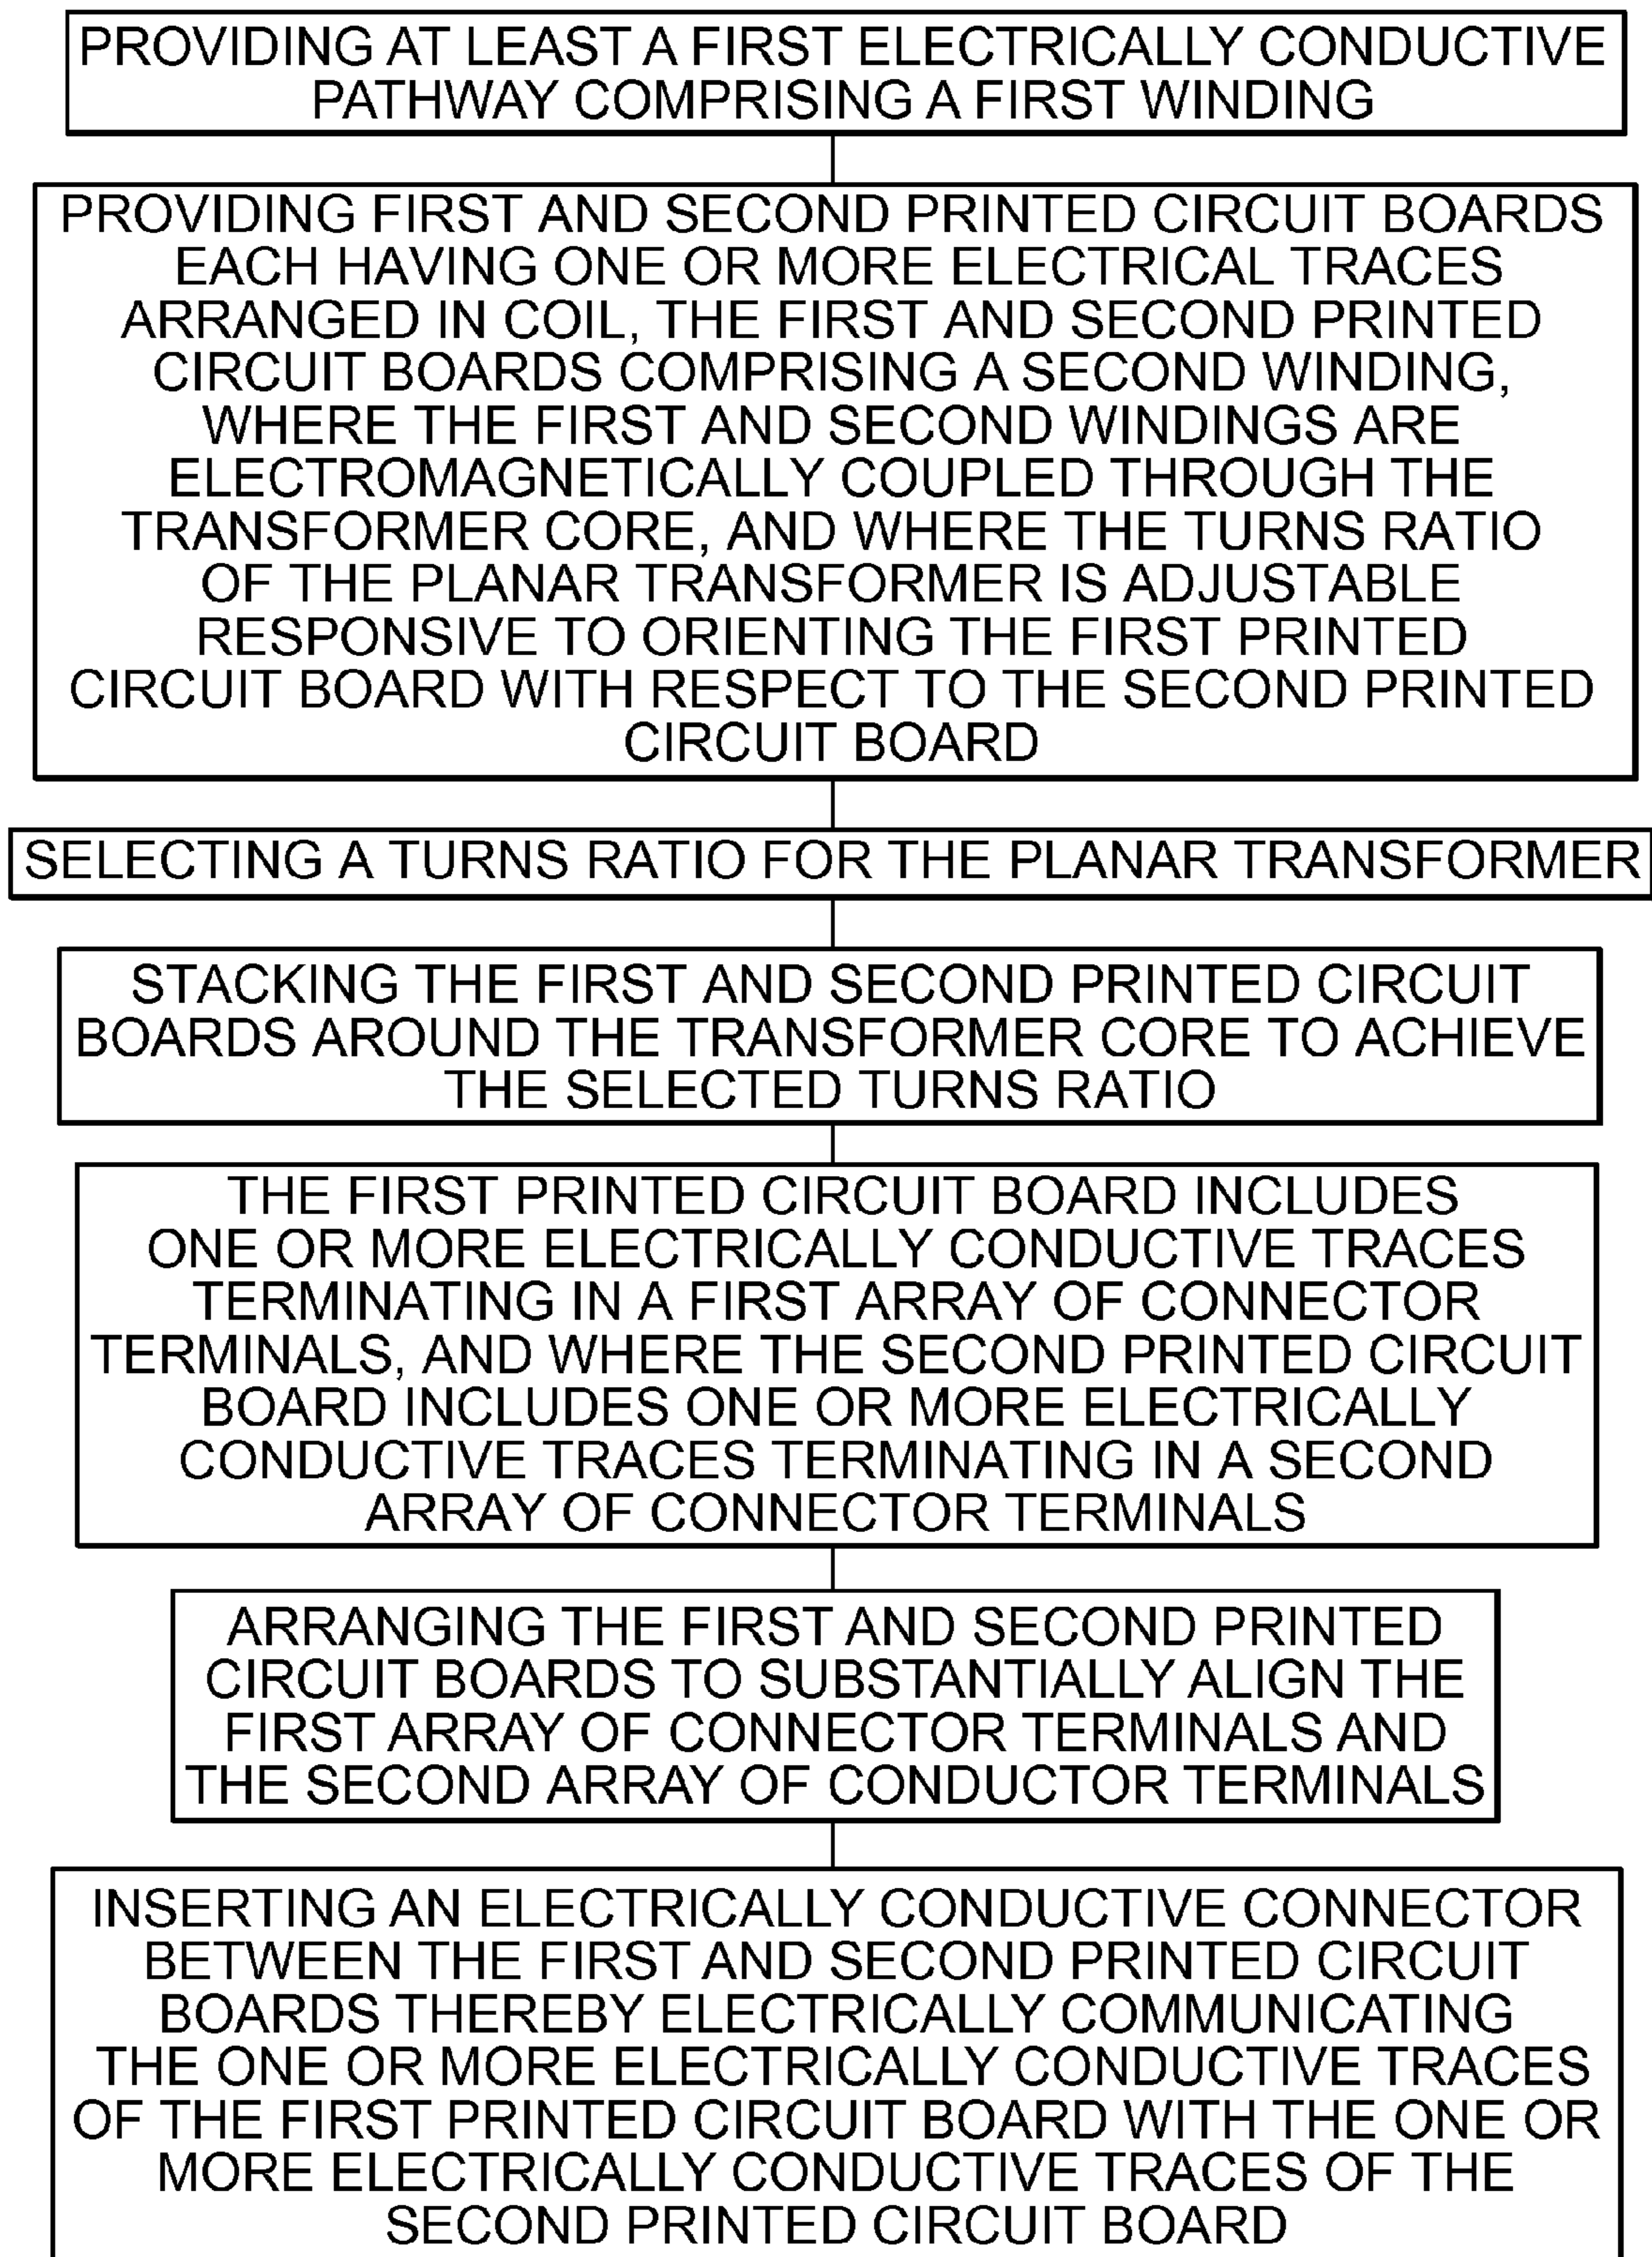 PROVIDING AT LEAST A FIRST ELECTRICALLY CONDUCTIVE
PATHWAY COMPRISING A FIRST WINDING
PROVIDING FIRST AND SECOND PRINTED CIRCUIT BOARDS
EACH HAVING ONE OR MORE ELECTRICAL TRACES
ARRANGED IN COIL, THE FIRST AND SECOND PRINTED
CIRCUIT BOARDS COMPRISING A SECOND WINDING,
WHERE THE FIRST AND SECOND WINDINGS ARE
ELECTROMAGNETICALLY COUPLED THROUGH THE
TRANSFORMER CORE, AND WHERE THE TURNS RATIO
OF THE PLANAR TRANSFORMER IS ADJUSTABLE
RESPONSIVE TO ORIENTING THE FIRST PRINTED
CIRCUIT BOARD WITH RESPECT TO THE SECOND PRINTED
CIRCUIT BOARD
SELECTING A TURNS RATIO FOR THE PLANAR TRANSFORMER
STACKING THE FIRST AND SECOND PRINTED CIRCUIT
BOARDS AROUND THE TRANSFORMER CORE TO ACHIEVE
THE SELECTED TURNS RATIO
THE FIRST PRINTED CIRCUIT BOARD INCLUDES
ONE OR MORE ELECTRICALLY CONDUCTIVE TRACES
TERMINATING IN A FIRST ARRAY OF CONNECTOR
TERMINALS, AND WHERE THE SECOND PRINTED CIRCUIT
BOARD INCLUDES ONE OR MORE ELECTRICALLY
CONDUCTIVE TRACES TERMINATING IN A SECOND
ARRAY OF CONNECTOR TERMINALS
ARRANGING THE FIRST AND SECOND PRINTED
CIRCUIT BOARDS TO SUBSTANTIALLY ALIGN THE
FIRST ARRAY OF CONNECTOR TERMINALS AND
THE SECOND ARRAY OF CONDUCTOR TERMINALS
INSERTING AN ELECTRICALLY CONDUCTIVE CONNECTOR
BETWEEN THE FIRST AND SECOND PRINTED CIRCUIT
BOARDS THEREBY ELECTRICALLY COMMUNICATING
THE ONE OR MORE ELECTRICALLY CONDUCTIVE TRACES
OF THE FIRST PRINTED CIRCUIT BOARD WITH THE ONE OR
MORE ELECTRICALLY CONDUCTIVE TRACES OF THE
SECOND PRINTED CIRCUIT BOARD